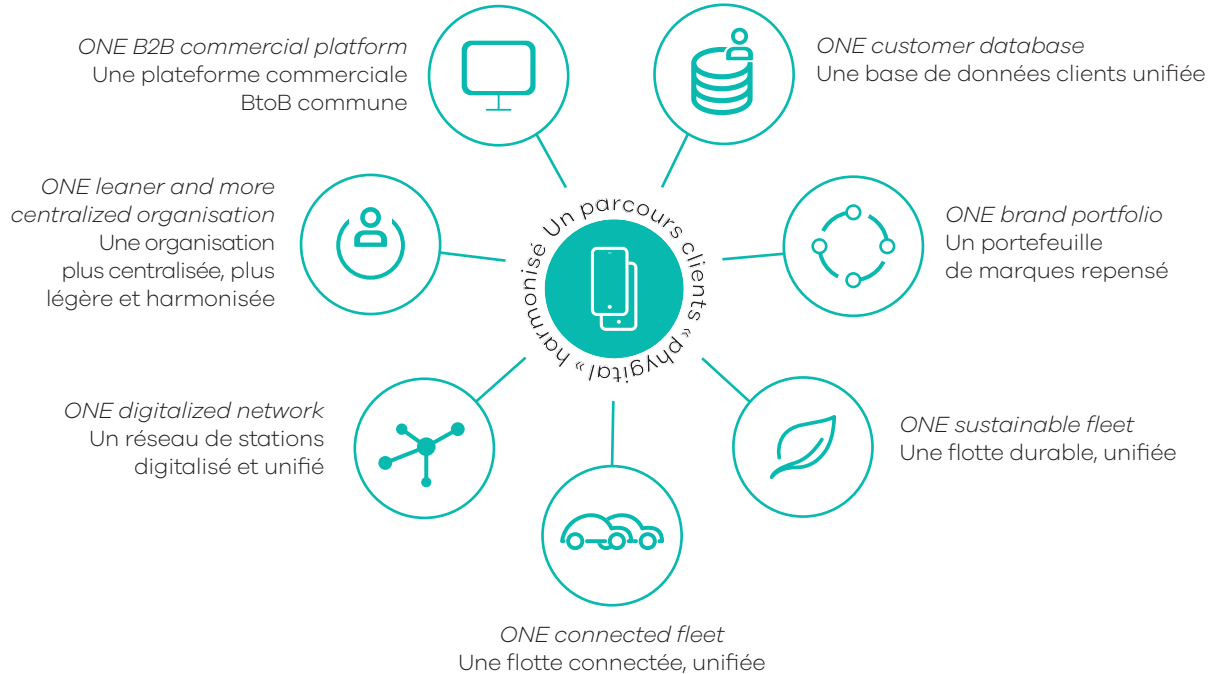 ONE B2B commercial platform
Une plateforme commerciale
BtoB commune
ONE customer database
Une base de données clients unifiée
ONE leaner and more
centralized organisation
Une organisation
plus centralisée, plus
légère et harmonisée
Un parcours clients « phygital » harmonisé
ONE brand portfolio
Un portefeuille
de marques repensé
ONE digitalized network
Un réseau de stations
digitalisé et unifié
ONE sustainable fleet
Une flotte durable, unifiée
ONE connected fleet
Une flotte connectée, unifiée